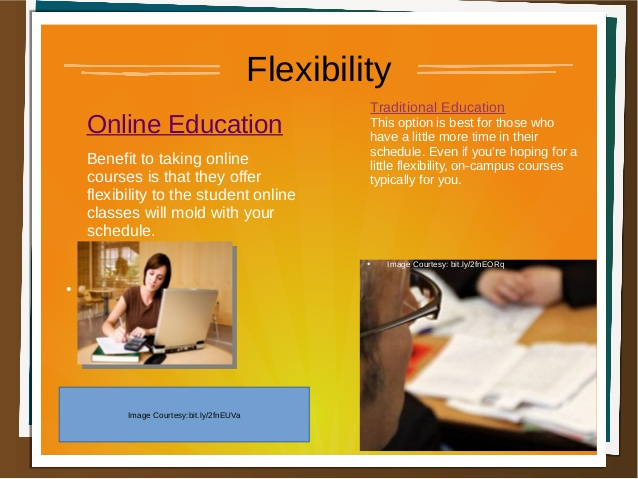 Flexibility
Online Education
Benefit to taking online
courses is that they offer
flexibility to the student online
classes will mold with your
schedule.
Image Courtesy:bit.ly/2fnEUVa
Traditional Education
This option is best for those who
have a little more time in their
schedule. Even if you're hoping for a
little flexibility, on-campus courses
typically for you.
Image Courtesy: bit.ly/2fnEORq